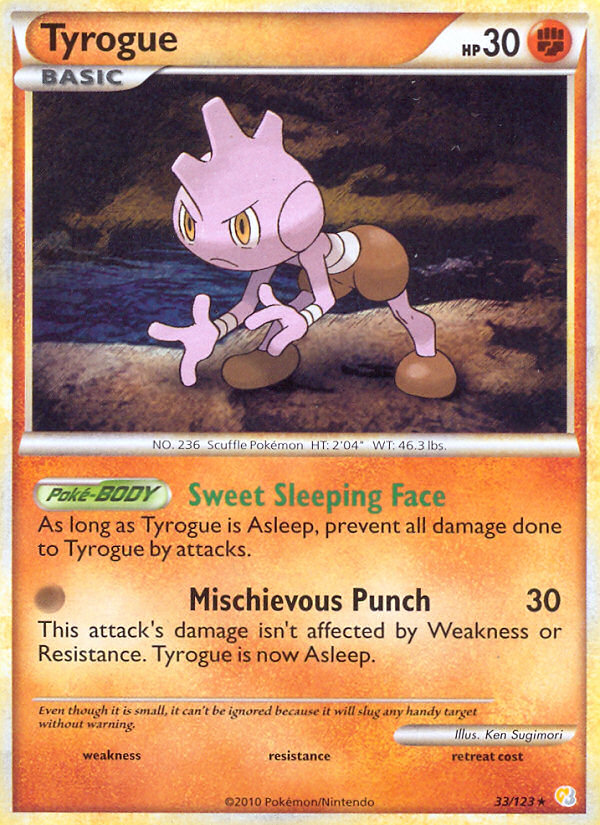 Tyrogue
HP 30
BASIC
NO. 236 Scuffle Pokémon HT: 2'04" WT: 46.3 lbs.
Poké-BODY Sweet Sleeping Face
As long as Tyrogue is Asleep, prevent all damage done
to Tyrogue by attacks.
Mischievous Punch 30
This attack's damage isn't affected by Weakness or
Resistance. Tyrogue is now Asleep.
Even though it is small, it can't be ignored because it will slug any handy target
without warning.
Illus. Ken Sugimori
weakness resistance retreat cost
©2010 Pokémon/Nintendo 33/123★